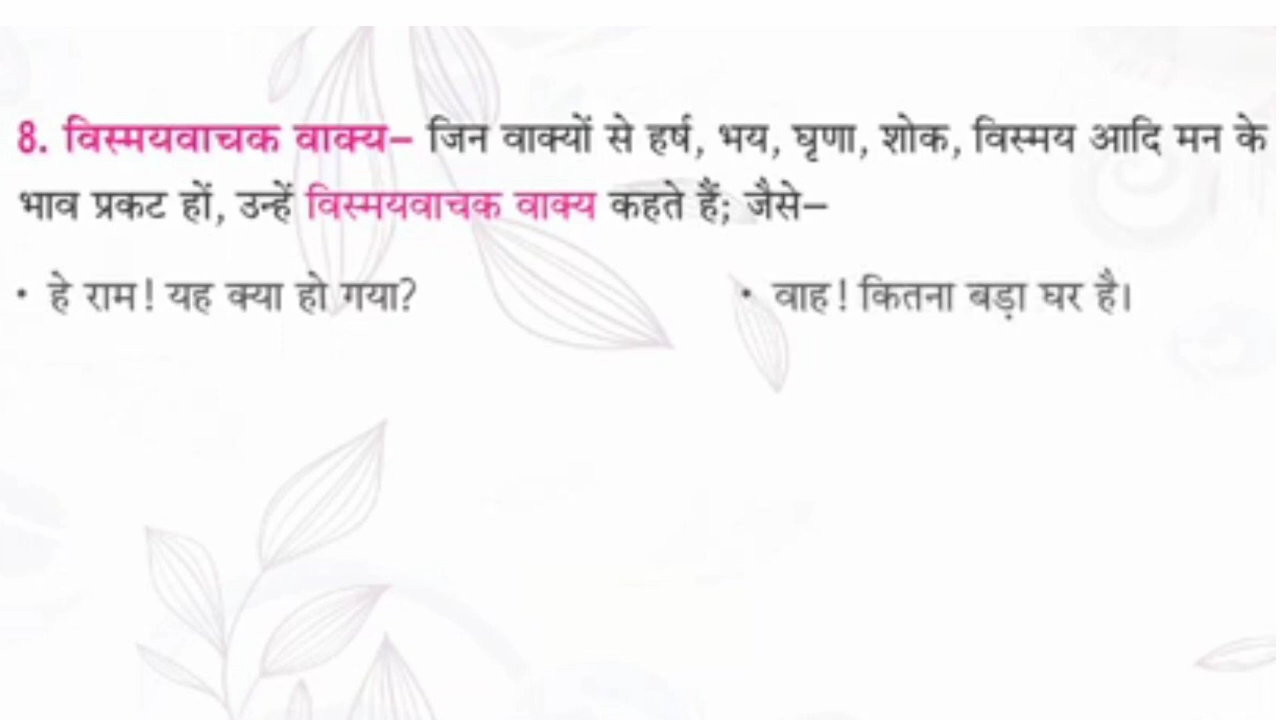 8. विस्मयवाचक वाक्य– जिन वाक्यों से हर्ष, भय, घृणा, शोक, विस्मय आदि मन के
भाव प्रकट हों, उन्हें विस्मयवाचक वाक्य कहते हैं; जैसे–
• हे राम! यह क्या हो गया? • वाह! कितना बड़ा घर है।